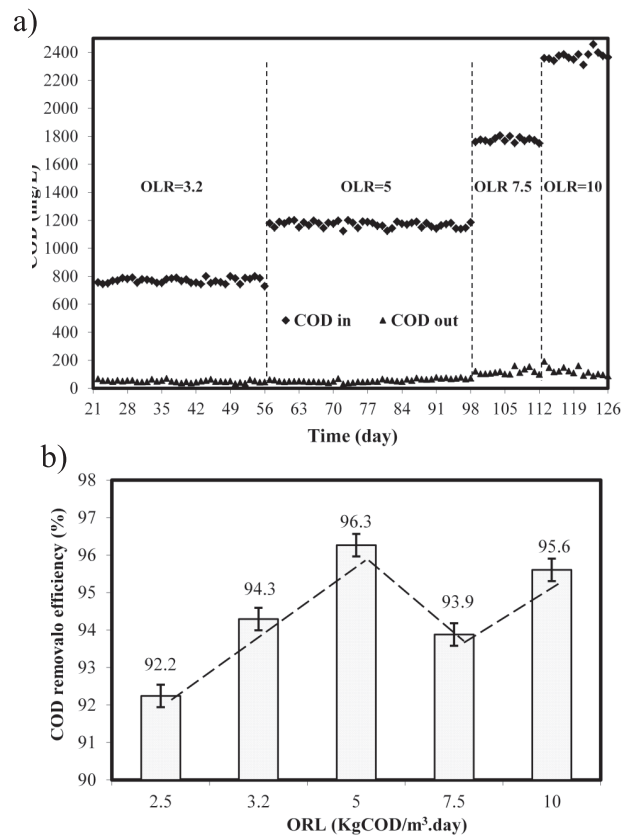 a)
2400
2200
2000
1800
1600
1400
1200
1000
800
600
400
200
0
COD (mg/L)
OLR=3.2
OLR=5
OLR 7.5
OLR=10
COD in
COD out
21 28 35 42 49 56 63 70 77 84 91 98 105 112 119 126
Time (day)
b)
98
97
96
95
94
93
92
91
90
COD removalo efficiency (%)
92.2
94.3
96.3
93.9
95.6
2.5 3.2 5 7.5 10
ORL (KgCOD/m³.day)